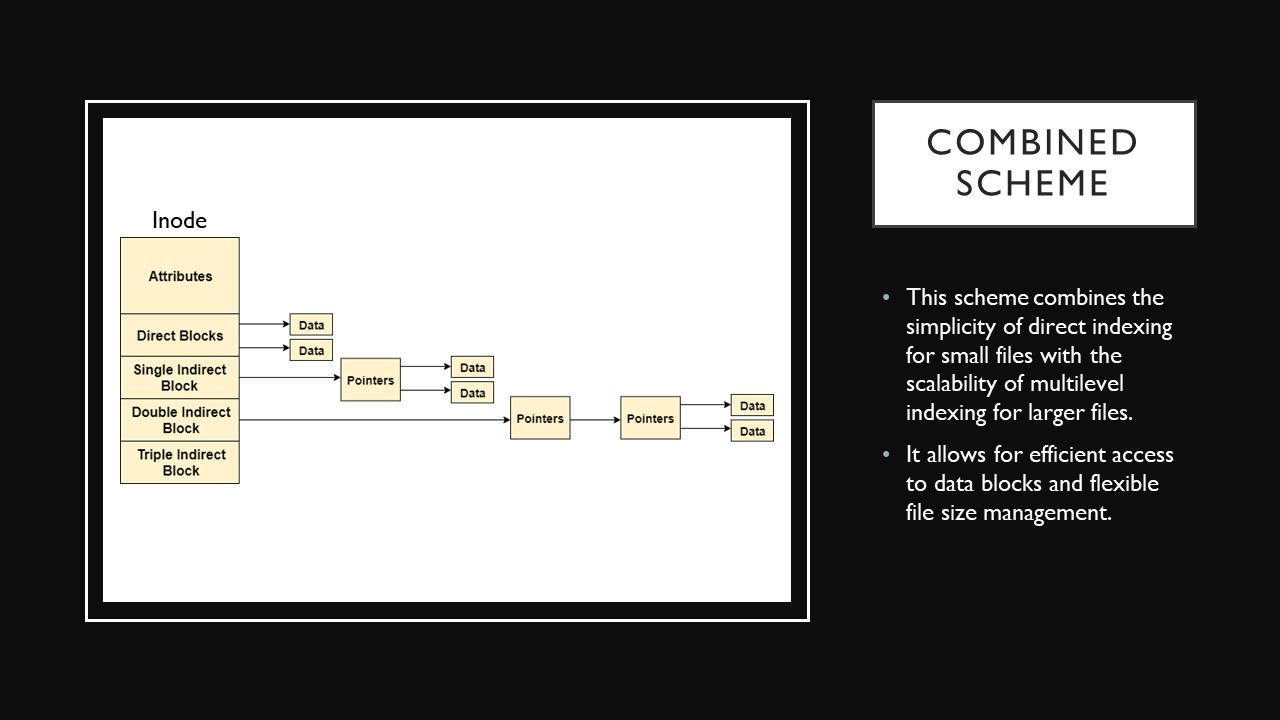 Inode
Attributes
Direct Blocks
Single Indirect
Block
Double Indirect
Block
Triple Indirect
Block
Data
Data
Pointers
Data
Data
Pointers
Pointers
Data
Data
COMBINED
SCHEME
• This scheme combines the
simplicity of direct indexing
for small files with the
scalability of multilevel
indexing for larger files.
• It allows for efficient access
to data blocks and flexible
file size management.